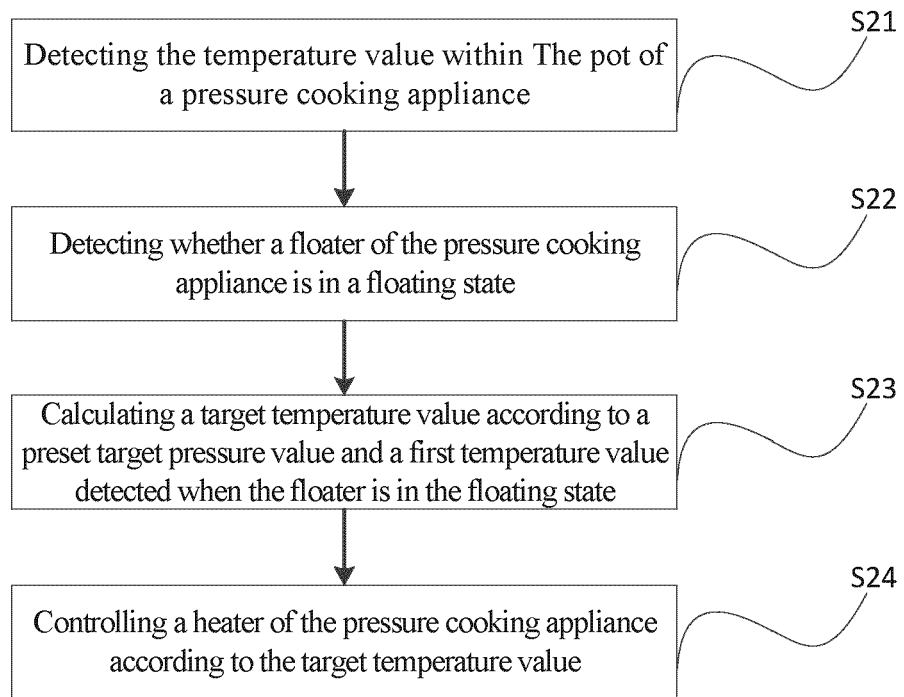 S21
Detecting the temperature value within The pot of
a pressure cooking appliance
S22
Detecting whether a floater of the pressure cooking
appliance is in a floating state
S23
Calculating a target temperature value according to a
preset target pressure value and a first temperature value
detected when the floater is in the floating state
S24
Controlling a heater of the pressure cooking appliance
according to the target temperature value